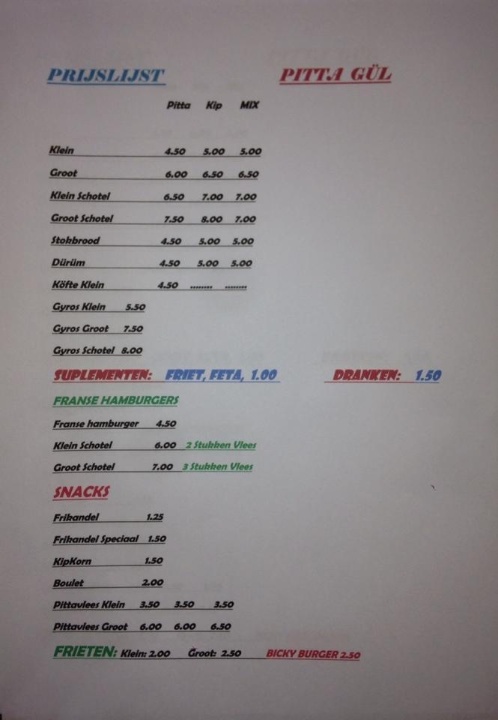 PRIJSLIJST PITTA GÜL
Pitta Kip MIX
Klein 4.50 5.00 5.00
Groot 6.00 6.50 6.50
Klein Schotel 6.50 7.00 7.00
Groot Schotel 7.50 8.00 7.00
Stokbrood 4.50 5.00 5.00
Dürüm 4.50 5.00 5.00
Köfte Klein 4.50 ........ ........
Gyros Klein 5.50
Gyros Groot 7.50
Gyros Schotel 8.00
SUPLEMENTEN: FRIET, FETA, 1.00 DRANKEN: 1.50
FRANSE HAMBURGERS
Franse hamburger 4.50
Klein Schotel 6.00 2 Stukken Vlees
Groot Schotel 7.00 3 Stukken Vlees
SNACKS
Frikandel 1.25
Frikandel Speciaal 1.50
KipKorn 1.50
Boulet 2.00
Pittavlees Klein 3.50 3.50 3.50
Pittavlees Groot 6.00 6.00 6.50
FRIETEN: Klein: 2.00 Groot: 2.50 BICKY BURGER 2.50